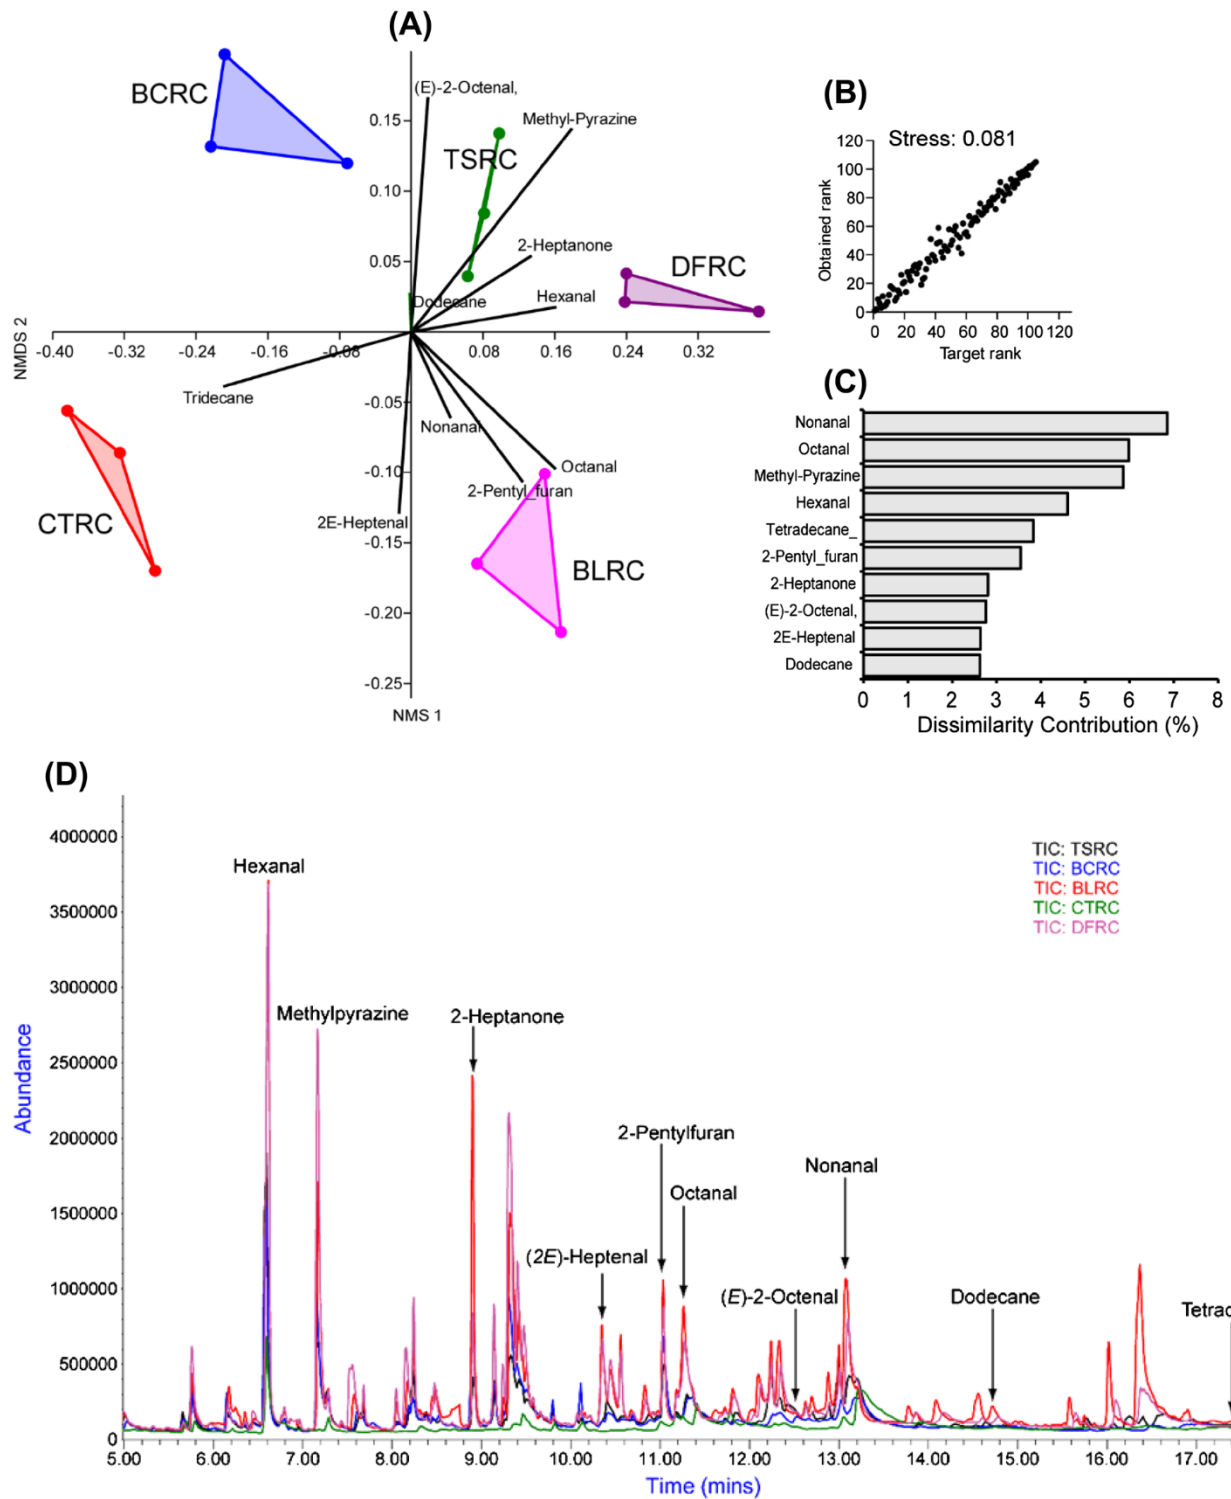 (A)
BCRC
(E)-2-Octenal,
Methyl-Pyrazine
0.15
TSRC
0.10
2-Heptanone
0.05
DFRC
Dodecane
Hexanal
NMDS 2
-0.40 -0.32 -0.24 -0.16 -0.08 0.08 0.16 0.24 0.32
Tridecane
-0.05
Nonanal
Octanal
-0.10
2-Pentyl_furan
2E-Heptenal
CTRC
-0.15
BLRC
-0.20
-0.25
NMS 1
(B)
Stress: 0.081
120
100
80
60
40
20
0
Obtained rank
0 20 40 60 80 100 120
Target rank
(C)
Nonanal
Octanal
Methyl-Pyrazine
Hexanal
Tetradecane_
2-Pentyl_furan
2-Heptanone
(E)-2-Octenal,
2E-Heptenal
Dodecane
0 1 2 3 4 5 6 7 8
Dissimilarity Contribution (%)
(D)
4000000
3500000
3000000
2500000
2000000
1500000
1000000
500000
0
Abundance
Hexanal
Methylpyrazine
2-Heptanone
2-Pentylfuran
Octanal
(2E)-Heptenal
Nonanal
(E)-2-Octenal
Dodecane
Tetrad
TIC: TSRC
TIC: BCRC
TIC: BLRC
TIC: CTRC
TIC: DFRC
5.00 6.00 7.00 8.00 9.00 10.00 11.00 12.00 13.00 14.00 15.00 16.00 17.00
Time (mins)